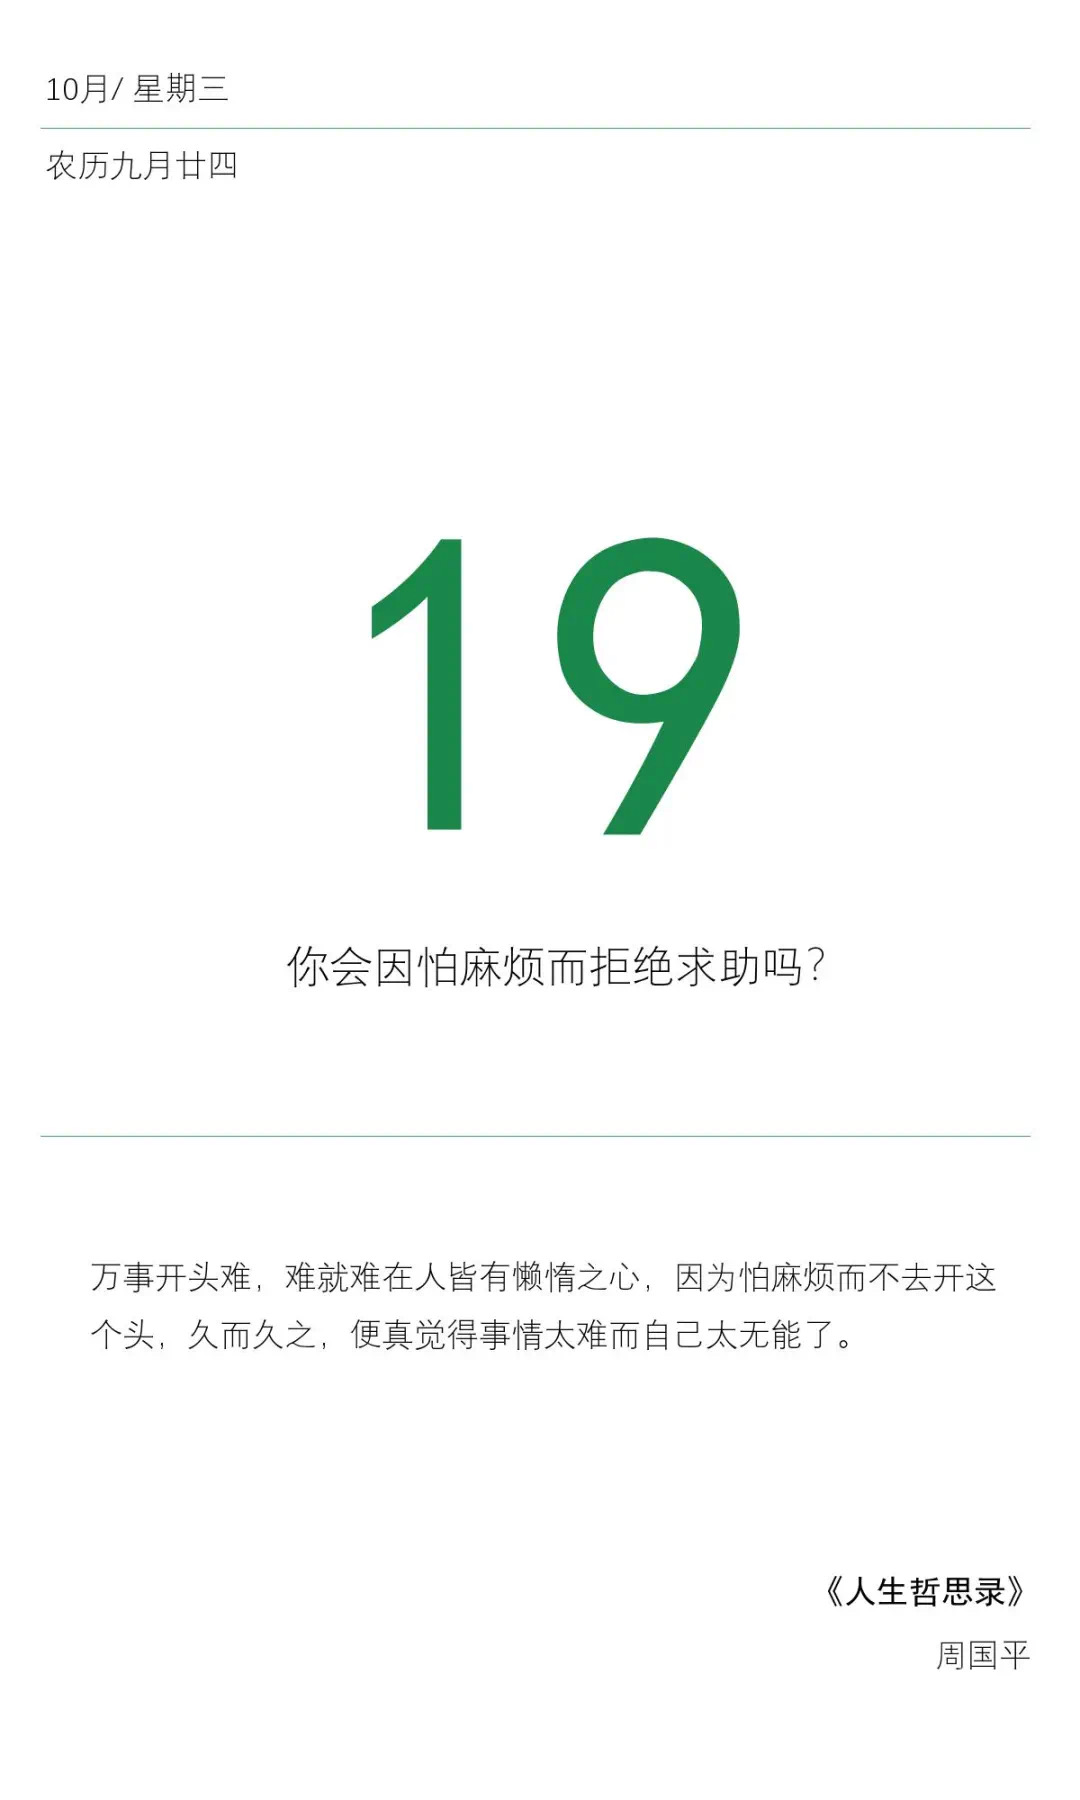 10月/ 星期三
农历九月廿四
19
你会因怕麻烦而拒绝求助吗？
万事开头难，难就难在人皆有懒惰之心，因为怕麻烦而不去开这
个头，久而久之，便真觉得事情太难而自己太无能了。
《人生哲思录》
周国平